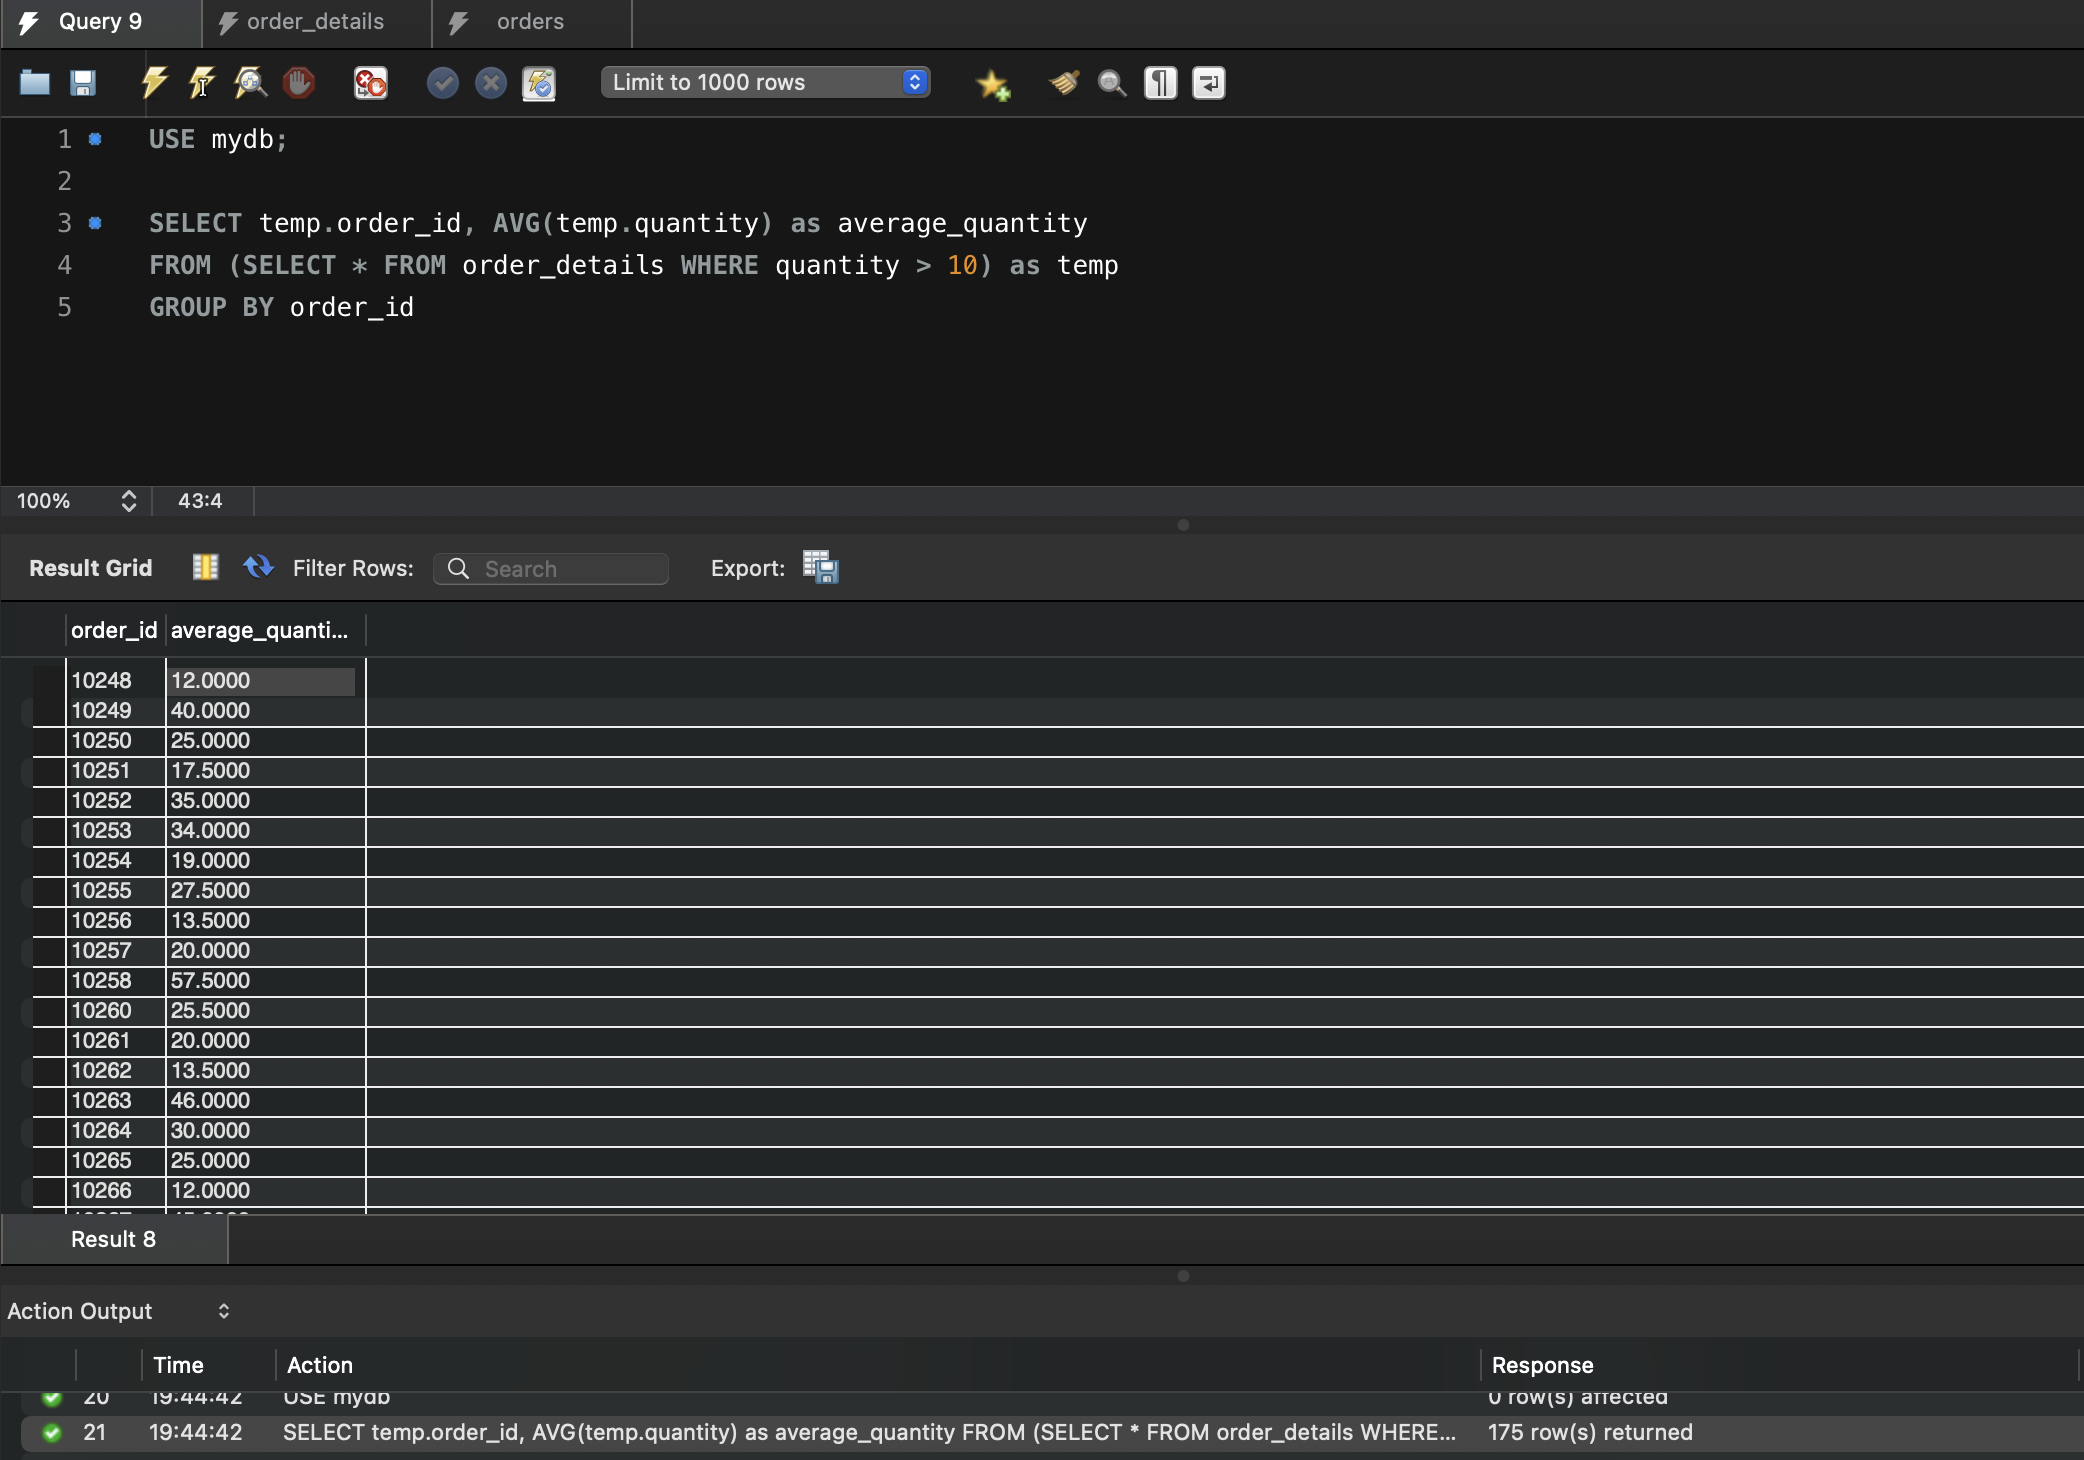 Query 9 order_details orders
Limit to 1000 rows
1 USE mydb;
2
3 SELECT temp.order_id, AVG(temp.quantity) as average_quantity
4 FROM (SELECT * FROM order_details WHERE quantity > 10) as temp
5 GROUP BY order_id
100% 43:4
Result Grid Filter Rows: Search Export:
order_id average_quanti...
10248 12.0000
10249 40.0000
10250 25.0000
10251 17.5000
10252 35.0000
10253 34.0000
10254 19.0000
10255 27.5000
10256 13.5000
10257 20.0000
10258 57.5000
10260 25.5000
10261 20.0000
10262 13.5000
10263 46.0000
10264 30.0000
10265 25.0000
10266 12.0000
Result 8
Action Output
Time Action Response
20 19:44:42 USE mydb 0 row(s) affected
21 19:44:42 SELECT temp.order_id, AVG(temp.quantity) as average_quantity FROM (SELECT * FROM order_details WHERE... 175 row(s) returned